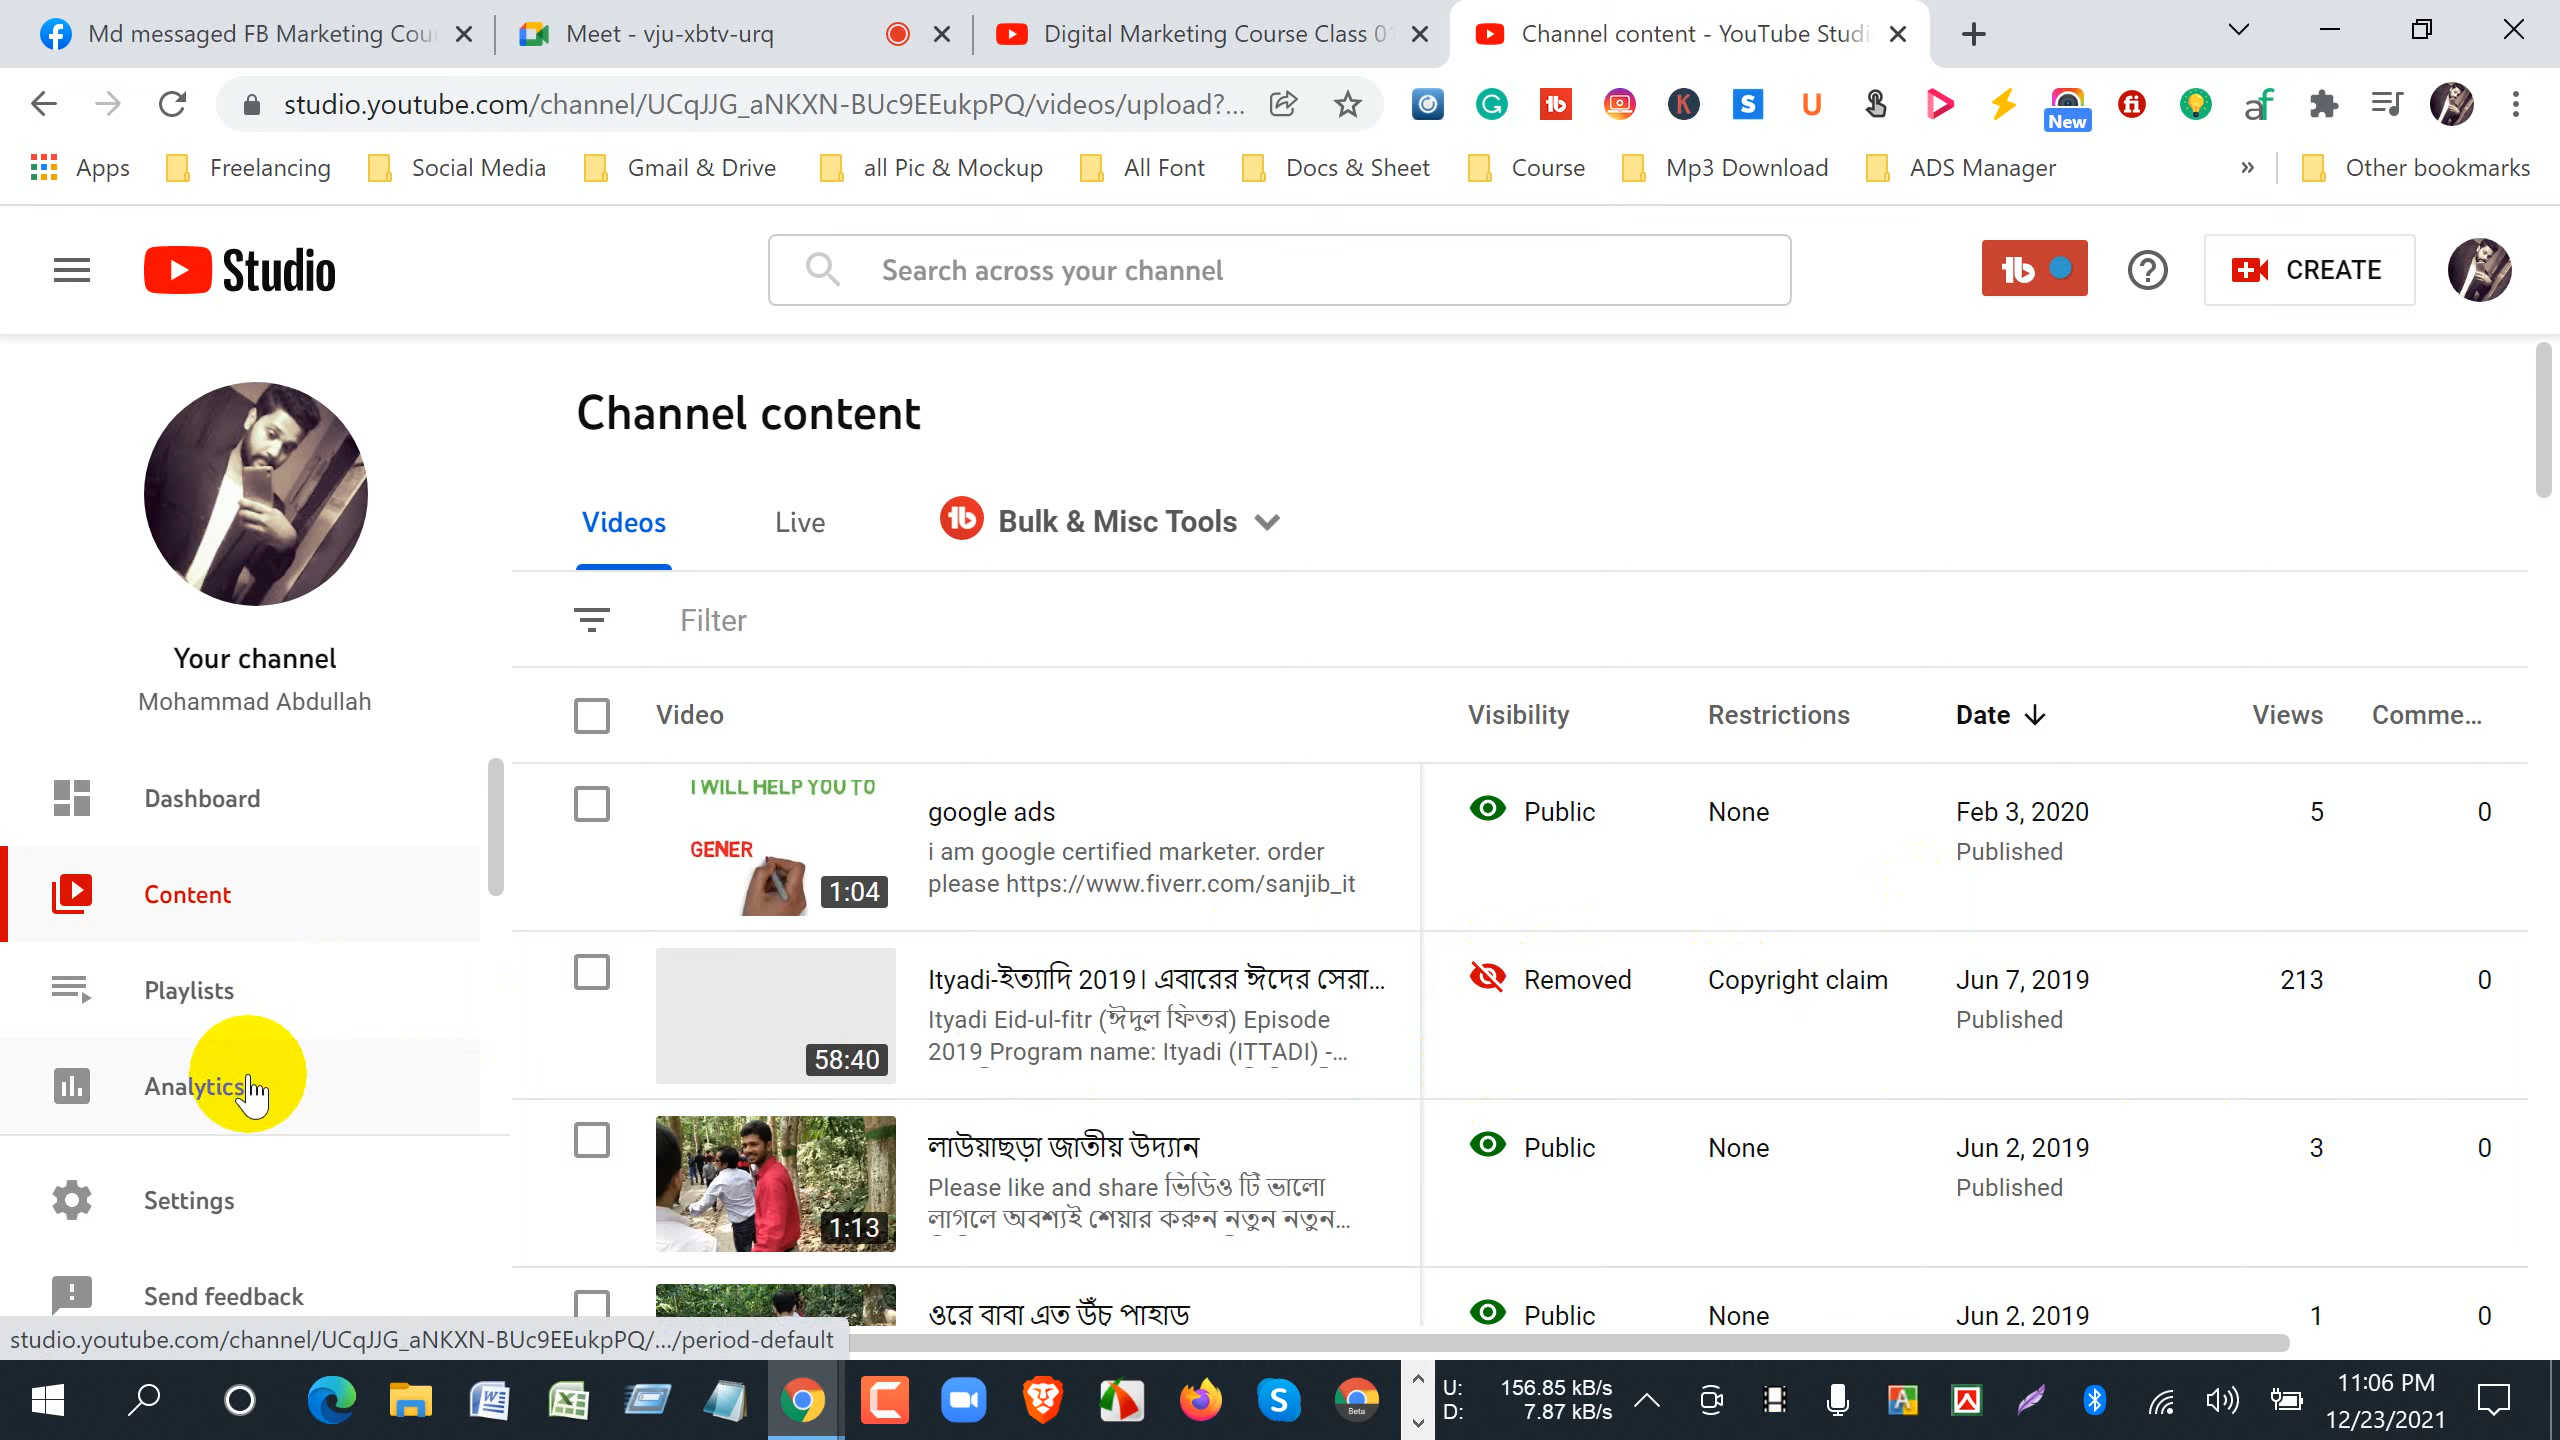 Md messaged FB Marketing Cou
Meet - vju-xbtv-urq
Digital Marketing Course Class 01
Channel content - YouTube Studi
studio.youtube.com/channel/UCqJJG_aNKXN-BUc9EEukpPQ/videos/upload?...
New
Apps
Freelancing
Social Media
Gmail & Drive
all Pic & Mockup
All Font
Docs & Sheet
Course
Mp3 Download
ADS Manager
»
Other bookmarks
Studio
Search across your channel
CREATE
Your channel
Mohammad Abdullah
Dashboard
Content
Playlists
Analytics
Settings
Send feedback
Channel content
Videos
Live
Bulk & Misc Tools
Filter
Video
Visibility
Restrictions
Date
Views
Comme...
I WILL HELP YOU TO
GENER
1:04
google ads
i am google certified marketer. order
please https://www.fiverr.com/sanjib_it
Public
None
Feb 3, 2020
Published
5
0
58:40
Ityadi-ইত্যাদি 2019। এবারের ঈদের সেরা...
Ityadi Eid-ul-fitr (ঈদুল ফিতর) Episode
2019 Program name: Ityadi (ITTADI) -...
Removed
Copyright claim
Jun 7, 2019
Published
213
0
1:13
লাউয়াছড়া জাতীয় উদ্যান
Please like and share ভিডিও টি ভালো
লাগলে অবশ্যই শেয়ার করুন নতুন নতুন...
Public
None
Jun 2, 2019
Published
3
0
ওরে বাবা এত উঁচ পাহাড
Public
None
Jun 2, 2019
1
0
studio.youtube.com/channel/UCqJJG_aNKXN-BUc9EEukpPQ/.../period-default
U: 156.85 kB/s
D: 7.87 kB/s
11:06 PM
12/23/2021